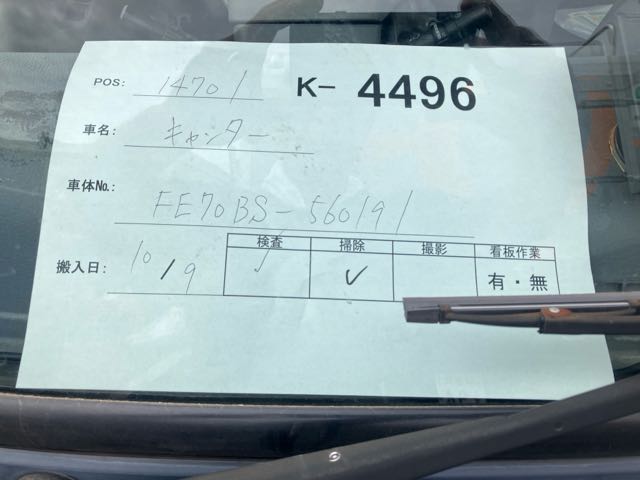 POS: 14701 K- 4496
車名: キャンター
車体No.: FE70BS-560191
搬入日: 10/9
検査 掃除 撮影 看板作業
✓ ✓ 有・無